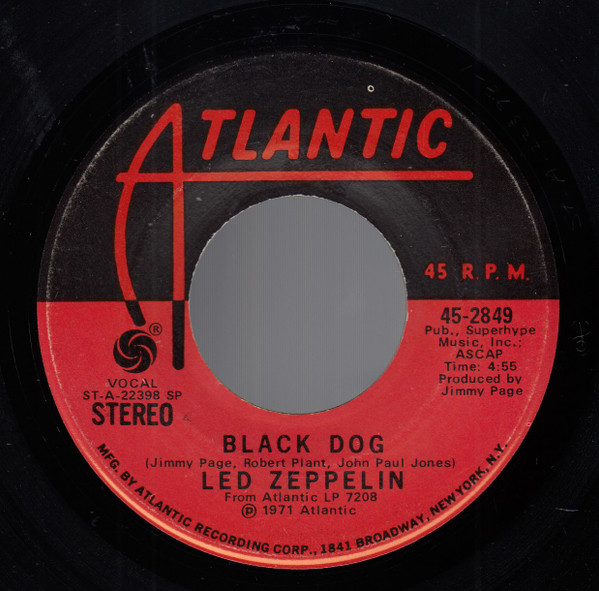 ATLANTIC
45 R.P.M.
45-2849
Pub., Superhype
Music, Inc.;
ASCAP
Time: 4:55
Produced by
Jimmy Page
®
VOCAL
ST-A-22398 SP
STEREO
BLACK DOG
(Jimmy Page, Robert Plant, John Paul Jones)
LED ZEPPELIN
From Atlantic LP 7208
℗ 1971 Atlantic
MFG. BY ATLANTIC RECORDING CORP., 1841 BROADWAY, NEW YORK, N.Y.